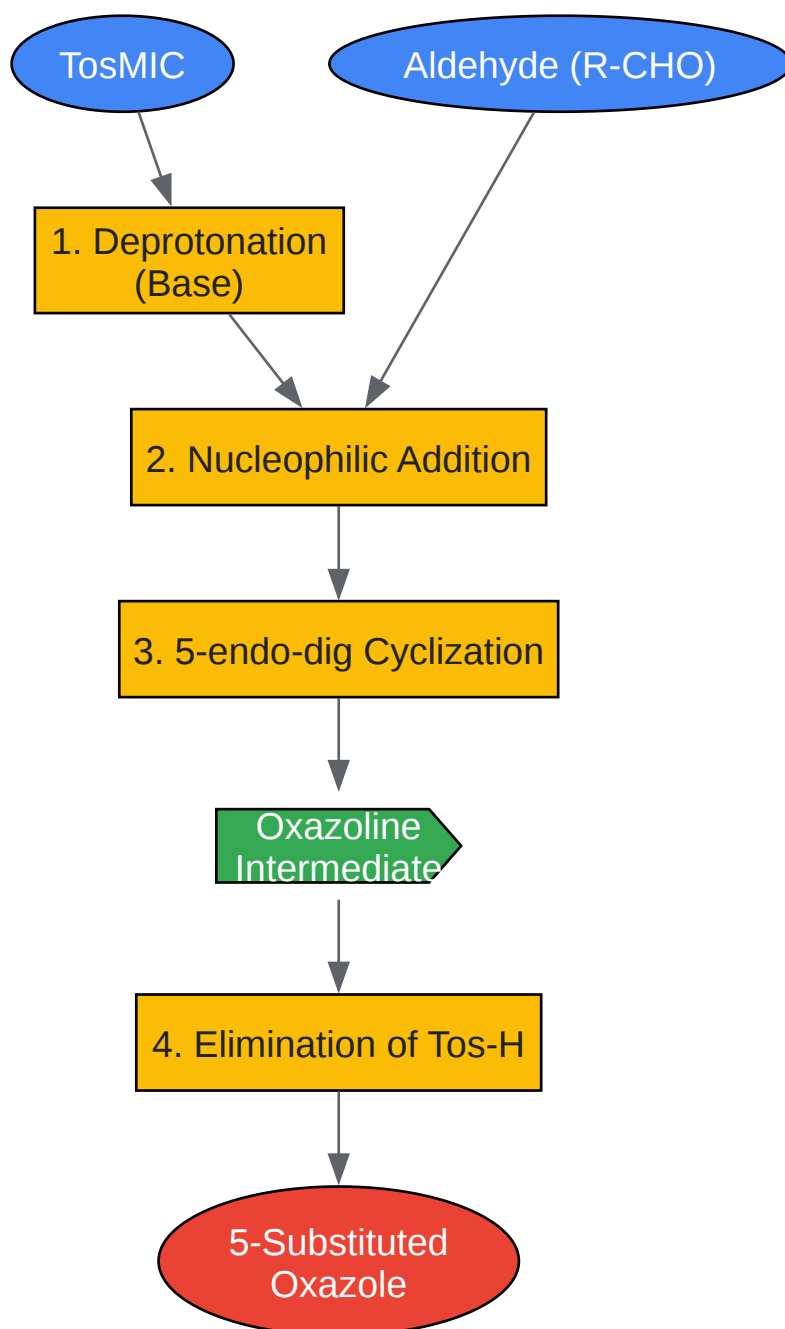 TosMIC
Aldehyde (R-CHO)
1. Deprotonation
(Base)
2. Nucleophilic Addition
3. 5-endo-dig Cyclization
Oxazoline
Intermediate
4. Elimination of Tos-H
5-Substituted
Oxazole